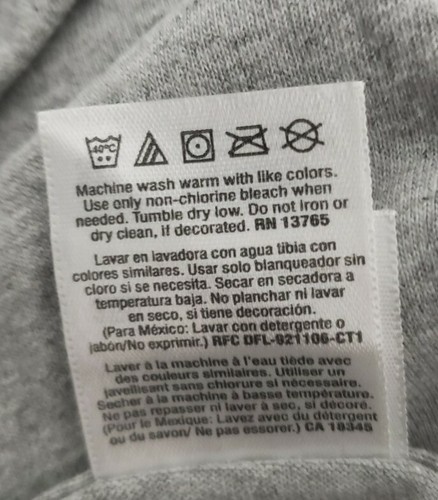 40°C
Machine wash warm with like colors.
Use only non-chlorine bleach when
needed. Tumble dry low. Do not iron or
dry clean, if decorated. RN 13765
Lavar en lavadora con agua tibia con
colores similares. Usar solo blanqueador sin
cloro si se necesita. Secar en secadora a
temperatura baja. No planchar ni lavar
en seco, si tiene decoración.
(Para México: Lavar con detergente o
jabón/No exprimir.) RFC DFL-921106-CT1
Laver à la machine à l'eau tiède avec
des couleurs similaires. Utiliser un
javellisant sans chlorure si nécessaire.
Secher à la machine à basse température.
Ne pas repasser ni laver à sec, si décoré.
(Pour le Mexique: Lavez avec du détergent
ou du savon/ Ne pas essorer.) CA 18345